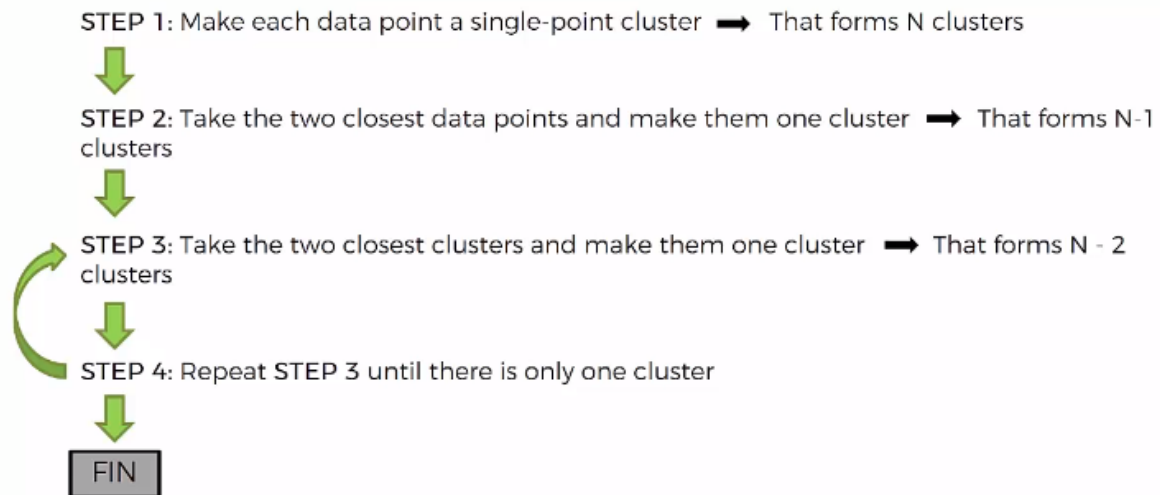 STEP 1: Make each data point a single-point cluster ➡ That forms N clusters
STEP 2: Take the two closest data points and make them one cluster ➡ That forms N-1
clusters
STEP 3: Take the two closest clusters and make them one cluster ➡ That forms N - 2
clusters
STEP 4: Repeat STEP 3 until there is only one cluster
FIN